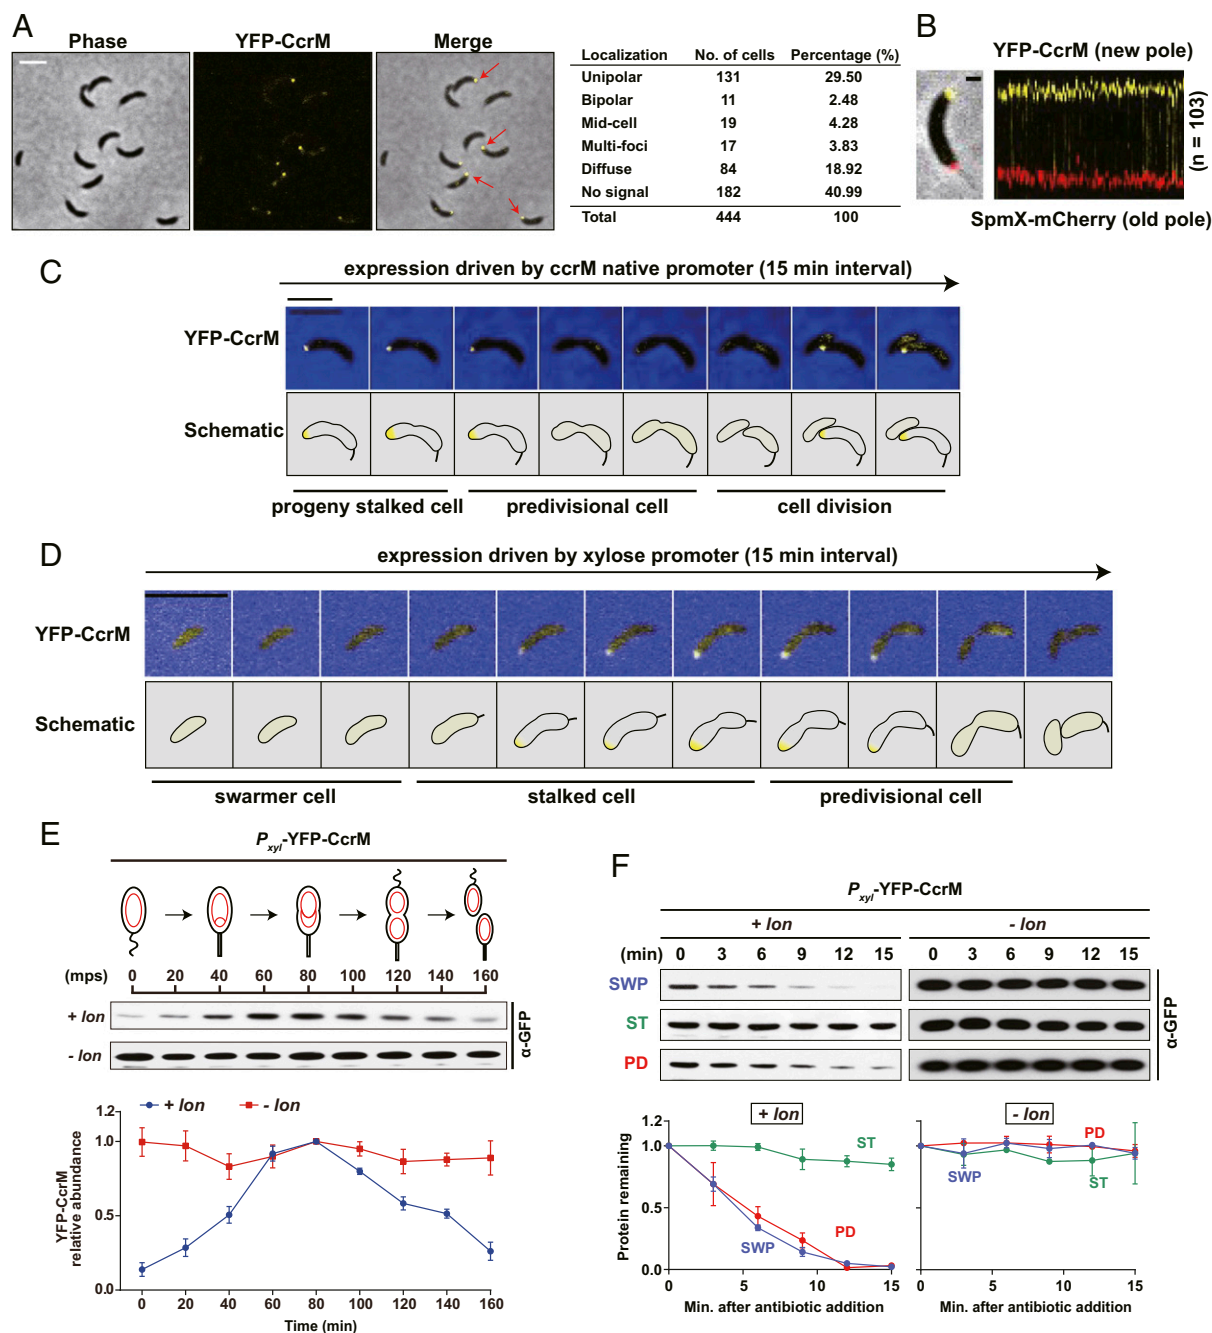 A
Phase YFP-CcrM Merge
Localization No. of cells Percentage (%)
Unipolar 131 29.50
Bipolar 11 2.48
Mid-cell 19 4.28
Multi-foci 17 3.83
Diffuse 84 18.92
No signal 182 40.99
Total 444 100
B
YFP-CcrM (new pole)
(n = 103)
SpmX-mCherry (old pole)
C
expression driven by ccrM native promoter (15 min interval)
YFP-CcrM
Schematic
progeny stalked cell predivisional cell cell division
D
expression driven by xylose promoter (15 min interval)
YFP-CcrM
Schematic
swarmer cell stalked cell predivisional cell
E
Pxyl-YFP-CcrM
(mps) 0 20 40 60 80 100 120 140 160
+ lon
- lon
α-GFP
+ lon - lon
YFP-CcrM
relative abundance
1.2
1.0
0.5
0.0
0 20 40 60 80 100 120 140 160
Time (min)
F
Pxyl-YFP-CcrM
+ lon - lon
(min) 0 3 6 9 12 15 0 3 6 9 12 15
SWP
ST
PD
α-GFP
+ lon - lon
Protein remaining
1.2
1.0
0.5
0
ST
PD
SWP
PD
SWP
ST
0 5 10 15 0 5 10 15
Min. after antibiotic addition Min. after antibiotic addition